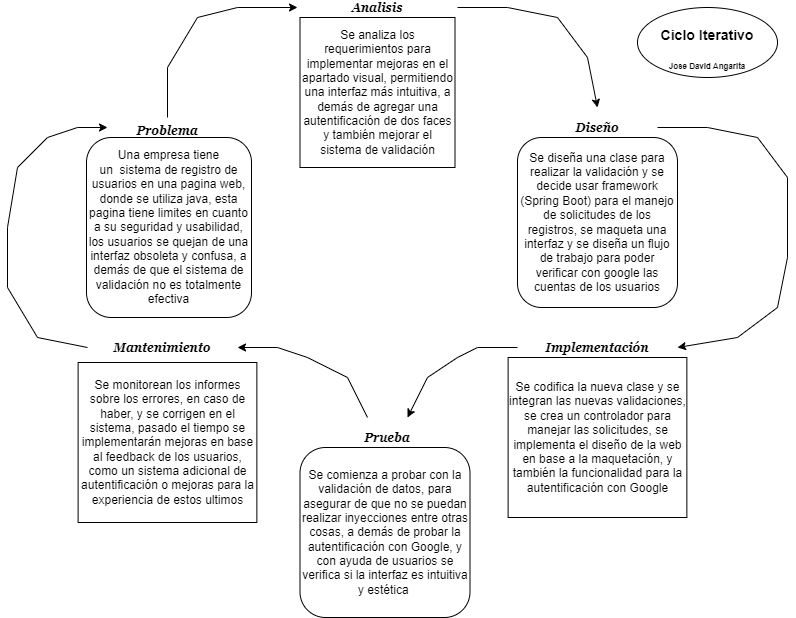 Ciclo Iterativo
Jose David Angarita
Analisis
Se analiza los
requerimientos para
implementar mejoras en el
apartado visual, permitiendo
una interfaz más intuitiva, a
demás de agregar una
autentificación de dos faces
y también mejorar el
sistema de validación
Diseño
Se diseña una clase para
realizar la validación y se
decide usar framework
(Spring Boot) para el manejo
de solicitudes de los
registros, se maqueta una
interfaz y se diseña un flujo
de trabajo para poder
verificar con google las
cuentas de los usuarios
Implementación
Se codifica la nueva clase y se
integran las nuevas validaciones,
se crea un controlador para
manejar las solicitudes, se
implementa el diseño de la web
en base a la maquetación, y
también la funcionalidad para la
autentificación con Google
Prueba
Se comienza a probar con la
validación de datos, para
asegurar de que no se puedan
realizar inyecciones entre otras
cosas, a demás de probar la
autentificación con Google, y
con ayuda de usuarios se
verifica si la interfaz es intuitiva
y estética
Mantenimiento
Se monitorean los informes
sobre los errores, en caso de
haber, y se corrigen en el
sistema, pasado el tiempo se
implementarán mejoras en base
al feedback de los usuarios,
como un sistema adicional de
autentificación o mejoras para la
experiencia de estos ultimos
Problema
Una empresa tiene
un sistema de registro de
usuarios en una pagina web,
donde se utiliza java, esta
pagina tiene limites en cuanto
a su seguridad y usabilidad,
los usuarios se quejan de una
interfaz obsoleta y confusa, a
demás de que el sistema de
validación no es totalmente
efectiva